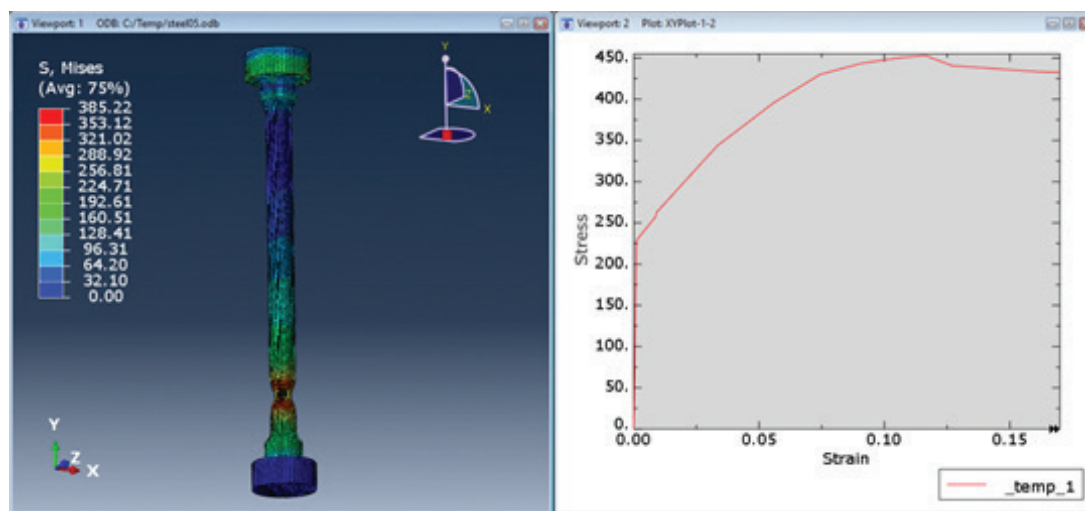 Viewport: 1 ODB: C:/Temp/steel05.odb
S, Mises
(Avg: 75%)
385.22
353.12
321.02
288.92
256.81
224.71
192.61
160.51
128.41
96.31
64.20
32.10
0.00
Y
Z
X
Y
Z
X
Viewport: 2 Plot: XYPlot-1-2
450.
400.
350.
300.
250.
200.
150.
100.
50.
0.
Stress
0.00 0.05 0.10 0.15
Strain
_temp_1